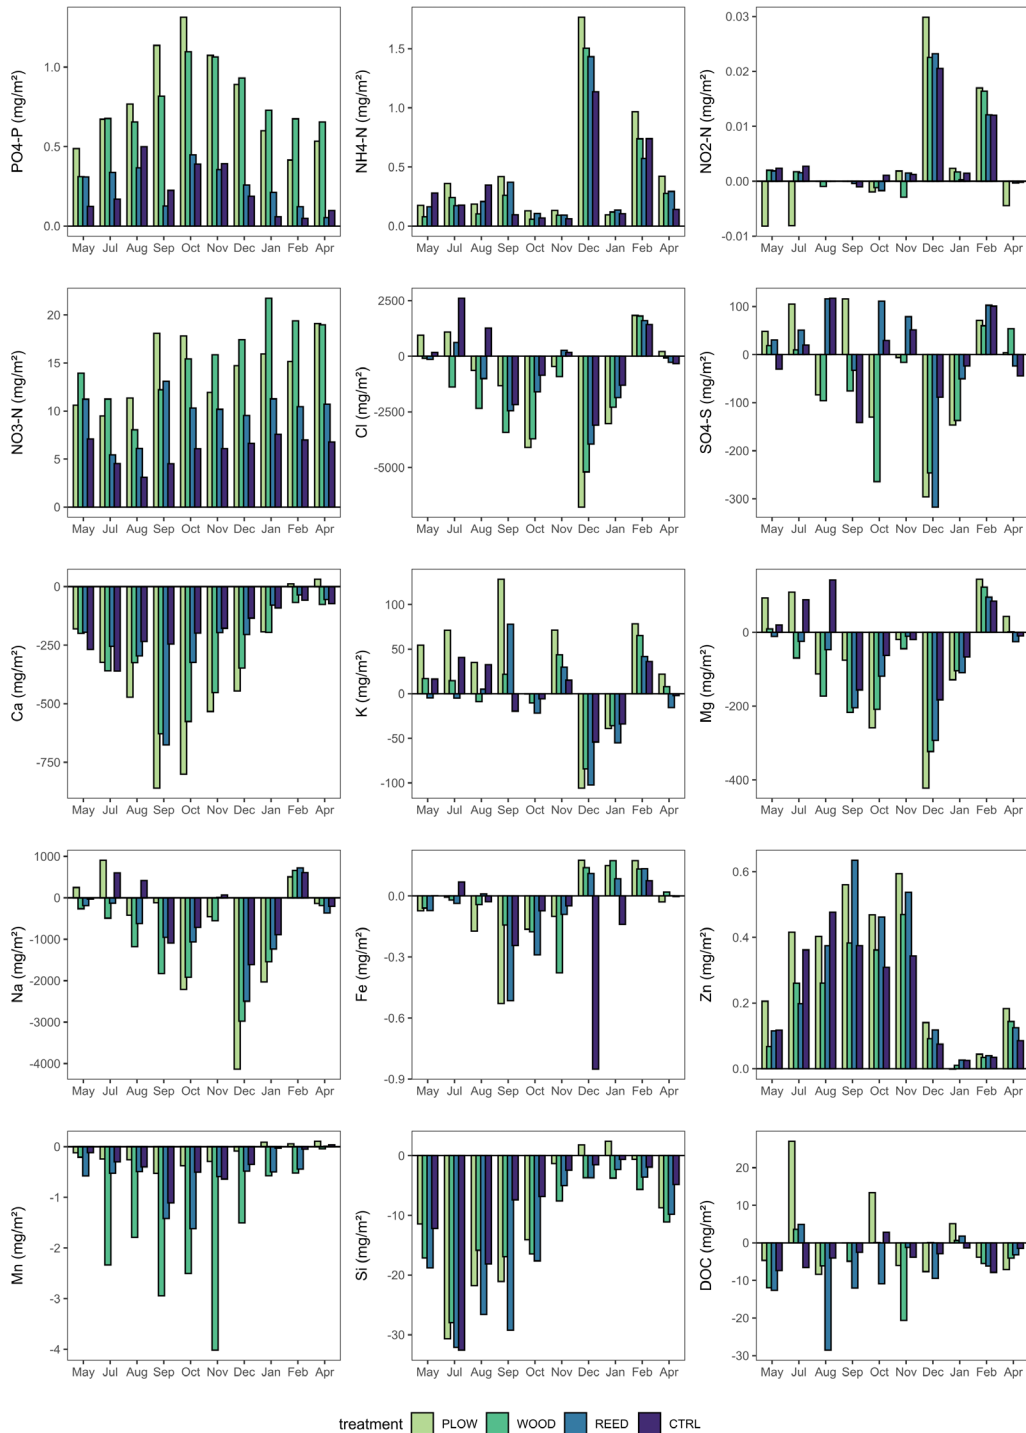 PO4-P (mg/m²)
1.0
0.5
0.0
May Jul Aug Sep Oct Nov Dec Jan Feb Apr
NH4-N (mg/m²)
1.5
1.0
0.5
0.0
May Jul Aug Sep Oct Nov Dec Jan Feb Apr
NO2-N (mg/m²)
0.03
0.02
0.01
0.00
-0.01
May Jul Aug Sep Oct Nov Dec Jan Feb Apr
NO3-N (mg/m²)
20
15
10
5
0
May Jul Aug Sep Oct Nov Dec Jan Feb Apr
Cl (mg/m²)
2500
0
-2500
-5000
May Jul Aug Sep Oct Nov Dec Jan Feb Apr
SO4-S (mg/m²)
100
0
-100
-200
-300
May Jul Aug Sep Oct Nov Dec Jan Feb Apr
Ca (mg/m²)
0
-250
-500
-750
May Jul Aug Sep Oct Nov Dec Jan Feb Apr
K (mg/m²)
100
50
0
-50
-100
May Jul Aug Sep Oct Nov Dec Jan Feb Apr
Mg (mg/m²)
0
-200
-400
May Jul Aug Sep Oct Nov Dec Jan Feb Apr
Na (mg/m²)
1000
0
-1000
-2000
-3000
-4000
May Jul Aug Sep Oct Nov Dec Jan Feb Apr
Fe (mg/m²)
0.0
-0.3
-0.6
-0.9
May Jul Aug Sep Oct Nov Dec Jan Feb Apr
Zn (mg/m²)
0.6
0.4
0.2
0.0
May Jul Aug Sep Oct Nov Dec Jan Feb Apr
Mn (mg/m²)
0
-1
-2
-3
-4
May Jul Aug Sep Oct Nov Dec Jan Feb Apr
Si (mg/m²)
0
-10
-20
-30
May Jul Aug Sep Oct Nov Dec Jan Feb Apr
DOC (mg/m²)
20
10
0
-10
-20
-30
May Jul Aug Sep Oct Nov Dec Jan Feb Apr
treatment PLOW WOOD REED CTRL